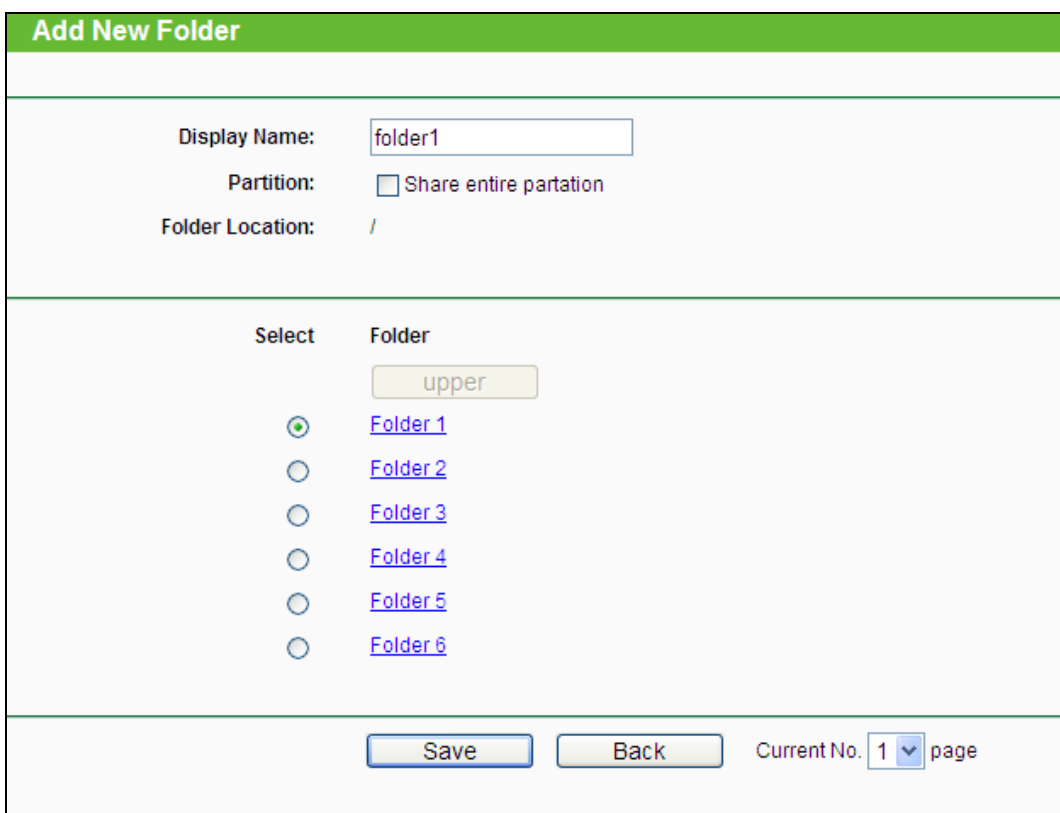 Add New Folder
Display Name: folder1
Partition: Share entire partation
Folder Location: /
Select Folder
upper
Folder 1
Folder 2
Folder 3
Folder 4
Folder 5
Folder 6
Save Back Current No. 1 page